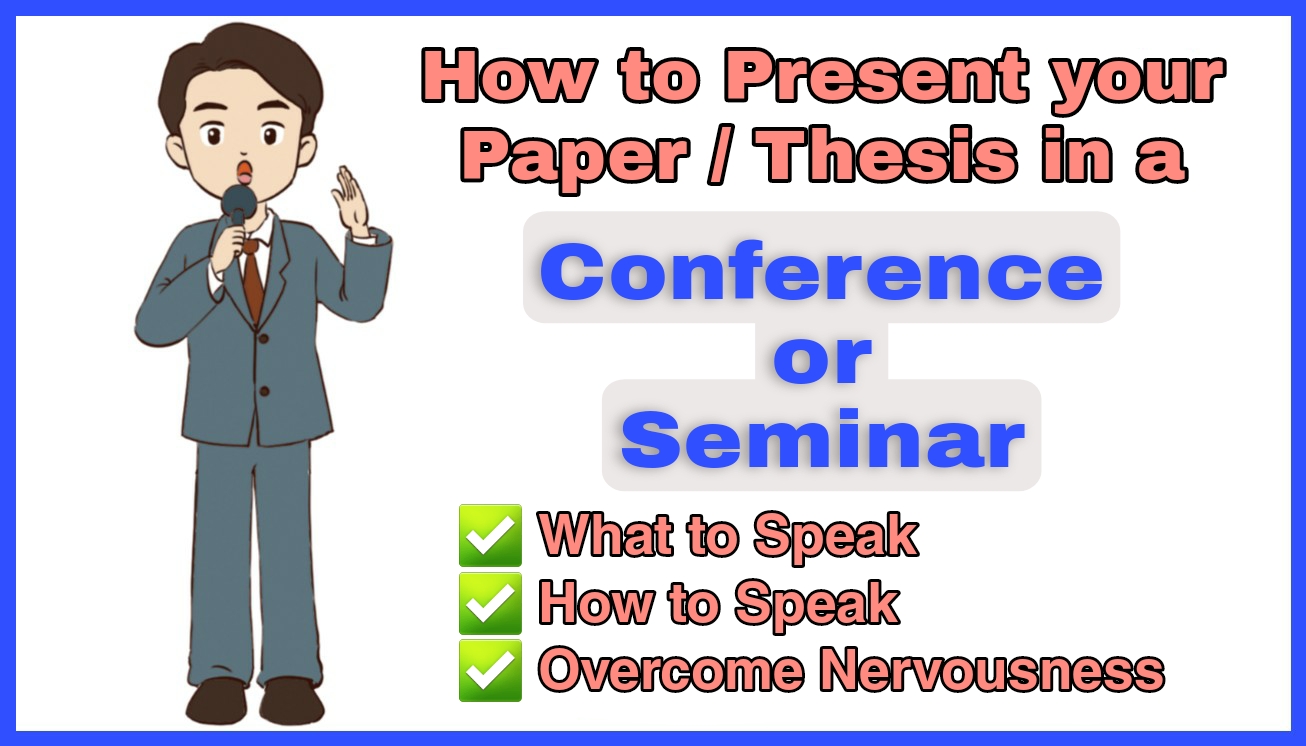 How to Present your
Paper / Thesis in a
Conference
or
Seminar
What to Speak
How to Speak
Overcome Nervousness